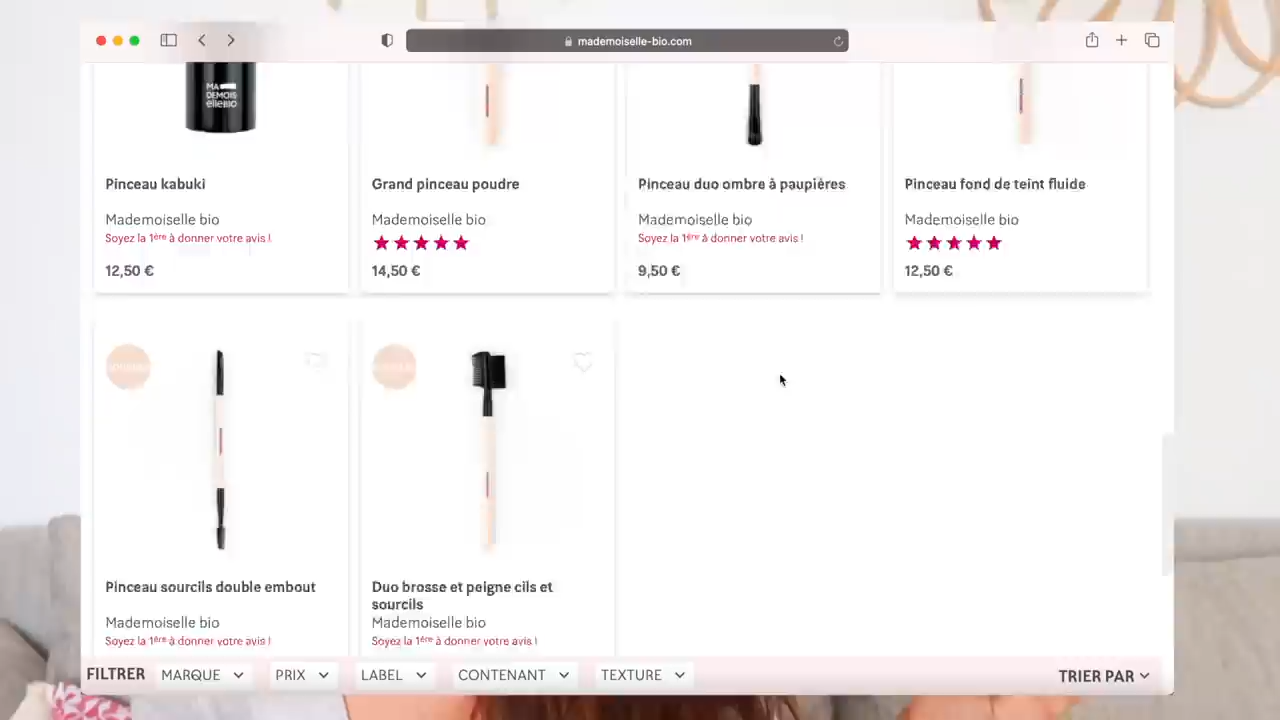 mademoiselle-bio.com
MA
DEMOIS
elleBIO
Pinceau kabuki
Grand pinceau poudre
Pinceau duo ombre à paupières
Pinceau fond de teint fluide
Mademoiselle bio
Mademoiselle bio
Mademoiselle bio
Mademoiselle bio
Soyez la 1ère à donner votre avis !
Soyez la 1ère à donner votre avis !
12,50 €
14,50 €
9,50 €
12,50 €
Pinceau sourcils double embout
Duo brosse et peigne cils et
sourcils
Mademoiselle bio
Mademoiselle bio
Soyez la 1ère à donner votre avis !
Soyez la 1ère à donner votre avis !
FILTRER MARQUE PRIX LABEL CONTENANT TEXTURE TRIER PAR